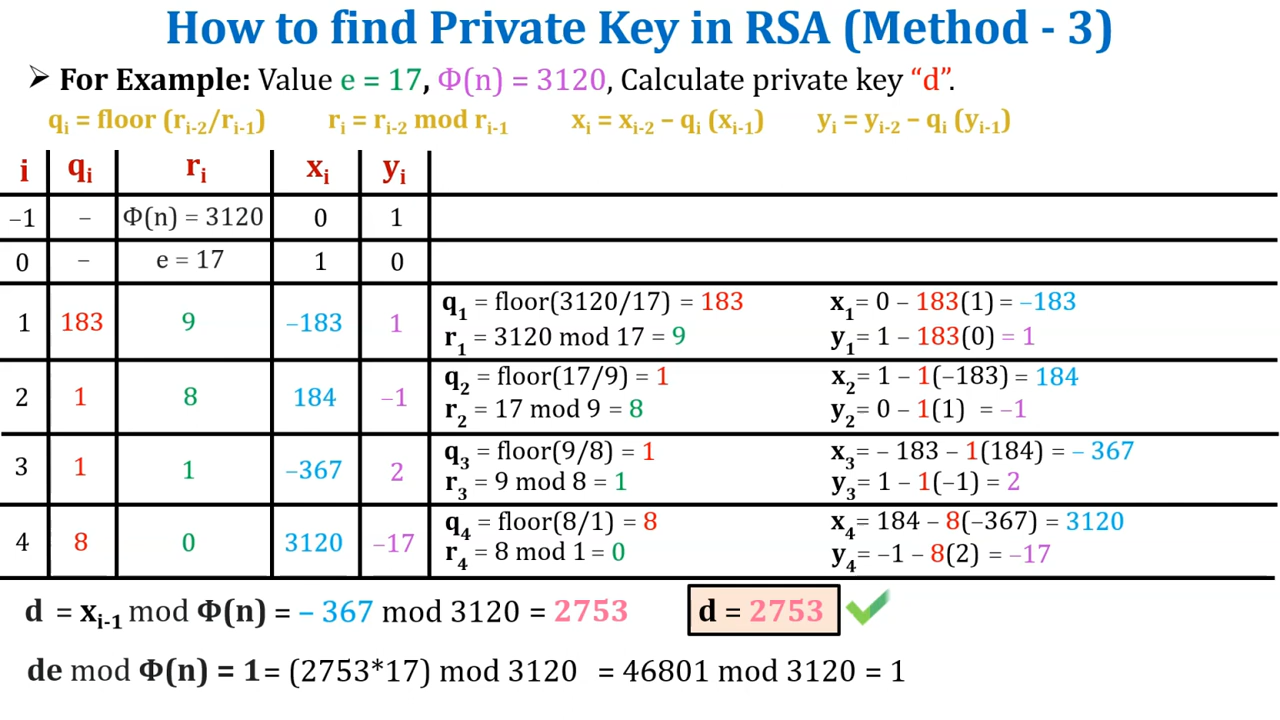 How to find Private Key in RSA (Method - 3)
➤ For Example: Value e = 17, Φ(n) = 3120, Calculate private key “d”.
qi = floor (ri-2/ri-1) ri = ri-2 mod ri-1 xi = xi-2 – qi (xi-1) yi = yi-2 – qi (yi-1)
i qi ri xi yi
–1 – Φ(n) = 3120 0 1
0 – e = 17 1 0
1 183 9 –183 1
q1 = floor(3120/17) = 183 x1= 0 – 183(1) = –183
r1 = 3120 mod 17 = 9 y1= 1 – 183(0) = 1
2 1 8 184 –1
q2 = floor(17/9) = 1 x2= 1 – 1(–183) = 184
r2 = 17 mod 9 = 8 y2= 0 – 1(1) = –1
3 1 1 –367 2
q3 = floor(9/8) = 1 x3= – 183 – 1(184) = – 367
r3 = 9 mod 8 = 1 y3= 1 – 1(–1) = 2
4 8 0 3120 –17
q4 = floor(8/1) = 8 x4= 184 – 8(–367) = 3120
r4 = 8 mod 1 = 0 y4= –1 – 8(2) = –17
d = xi-1 mod Φ(n) = – 367 mod 3120 = 2753 d = 2753
de mod Φ(n) = 1= (2753*17) mod 3120 = 46801 mod 3120 = 1